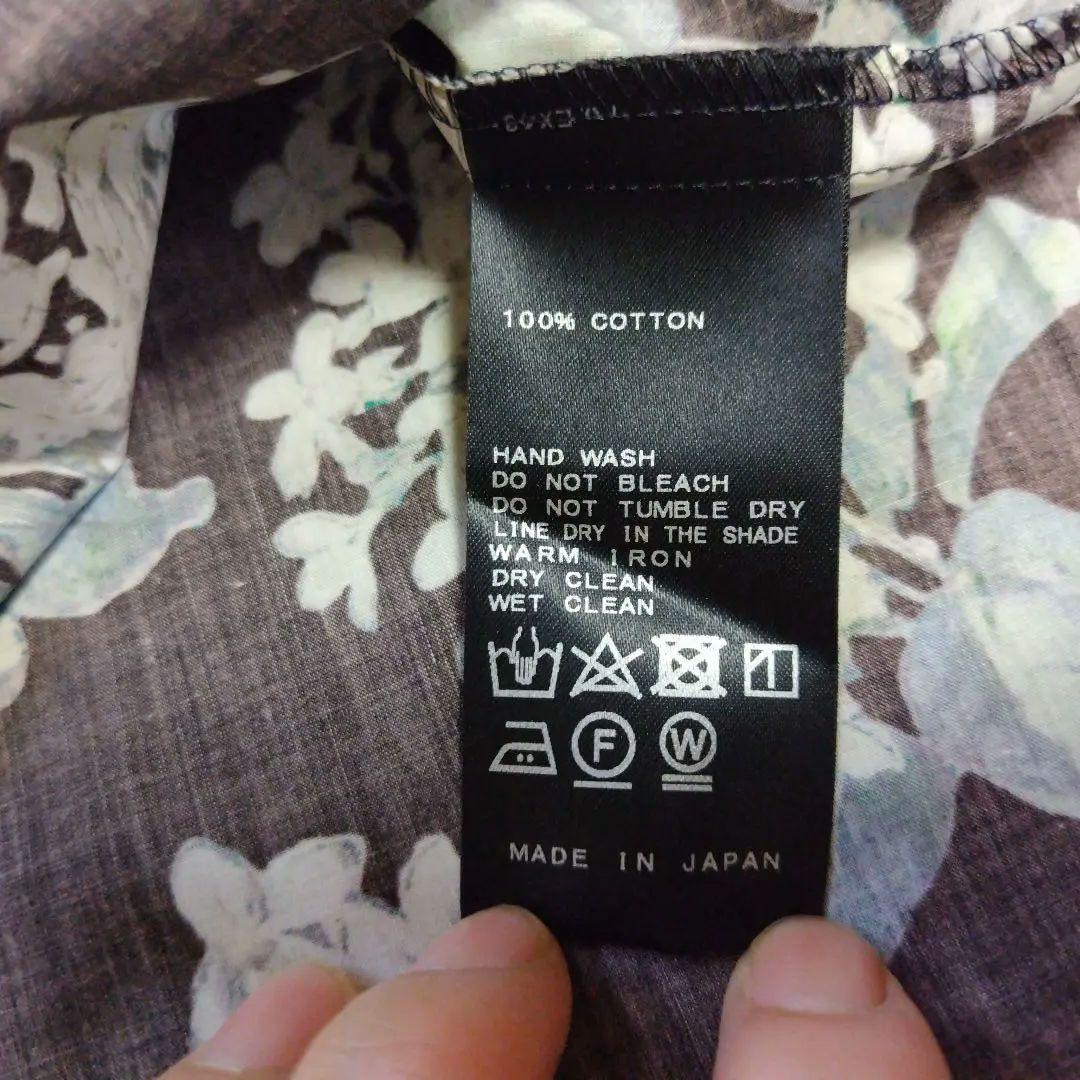 100% COTTON
HAND WASH
DO NOT BLEACH
DO NOT TUMBLE DRY
LINE DRY IN THE SHADE
WARM IRON
DRY CLEAN
WET CLEAN
F W
MADE IN JAPAN